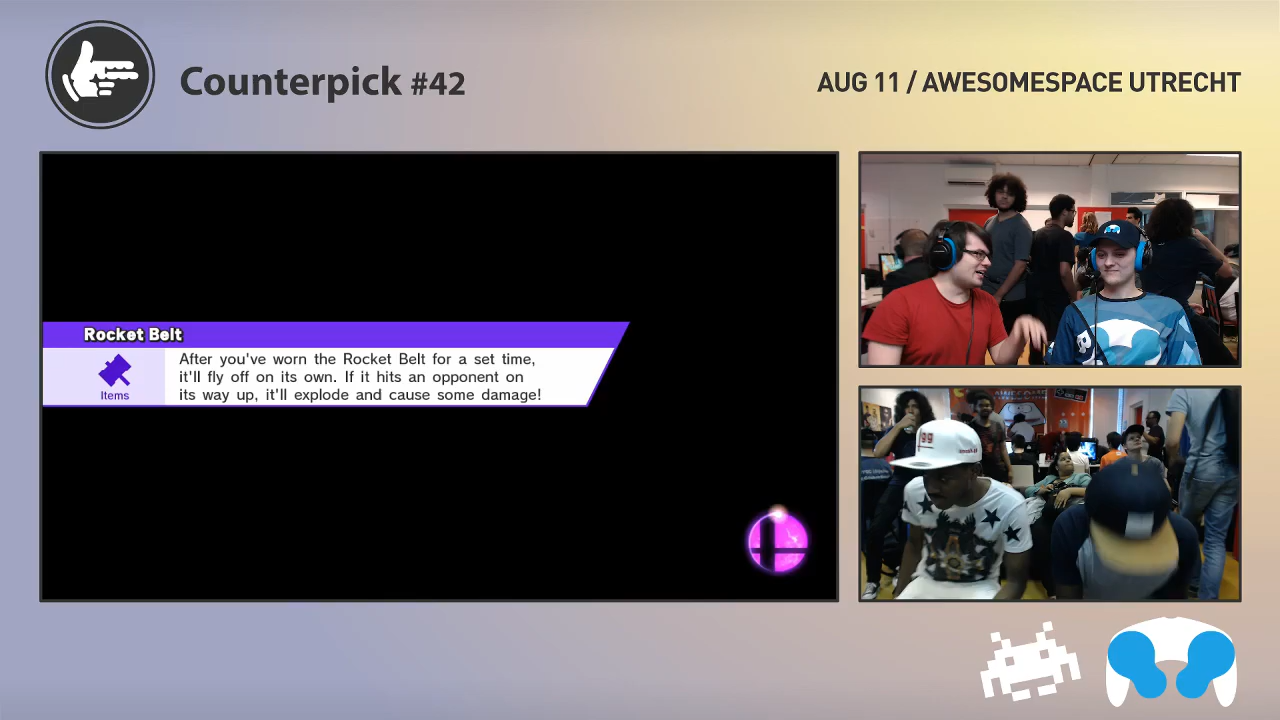 Counterpick #42
AUG 11 / AWESOMESPACE UTRECHT
Rocket Belt
After you've worn the Rocket Belt for a set time,
it'll fly off on its own. If it hits an opponent on
its way up, it'll explode and cause some damage!
Items
AWESOME
99